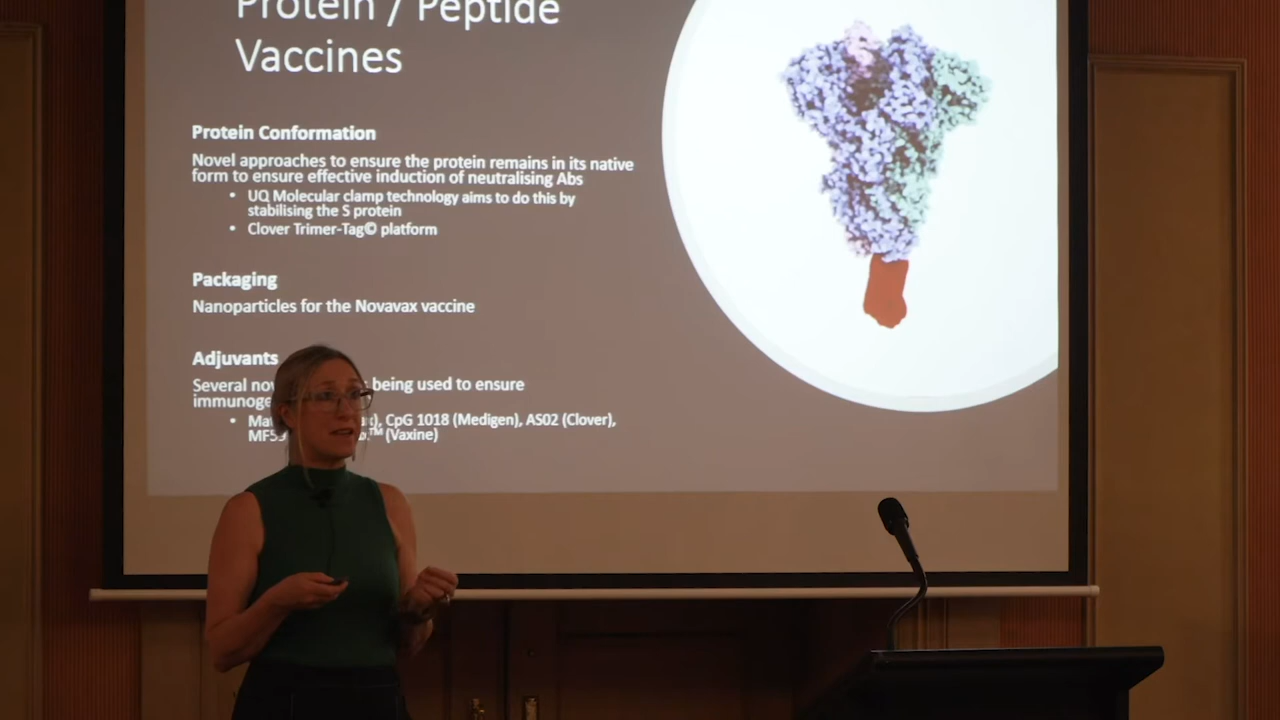 Protein / Peptide
Vaccines
Protein Conformation
Novel approaches to ensure the protein remains in its native
form to ensure effective induction of neutralising Abs
• UQ Molecular clamp technology aims to do this by
stabilising the S protein
• Clover Trimer-Tag© platform
Packaging
Nanoparticles for the Novavax vaccine
Adjuvants
Several being used to ensure
• CpG 1018 (Medigen), AS02 (Clover),
(Vaxine)